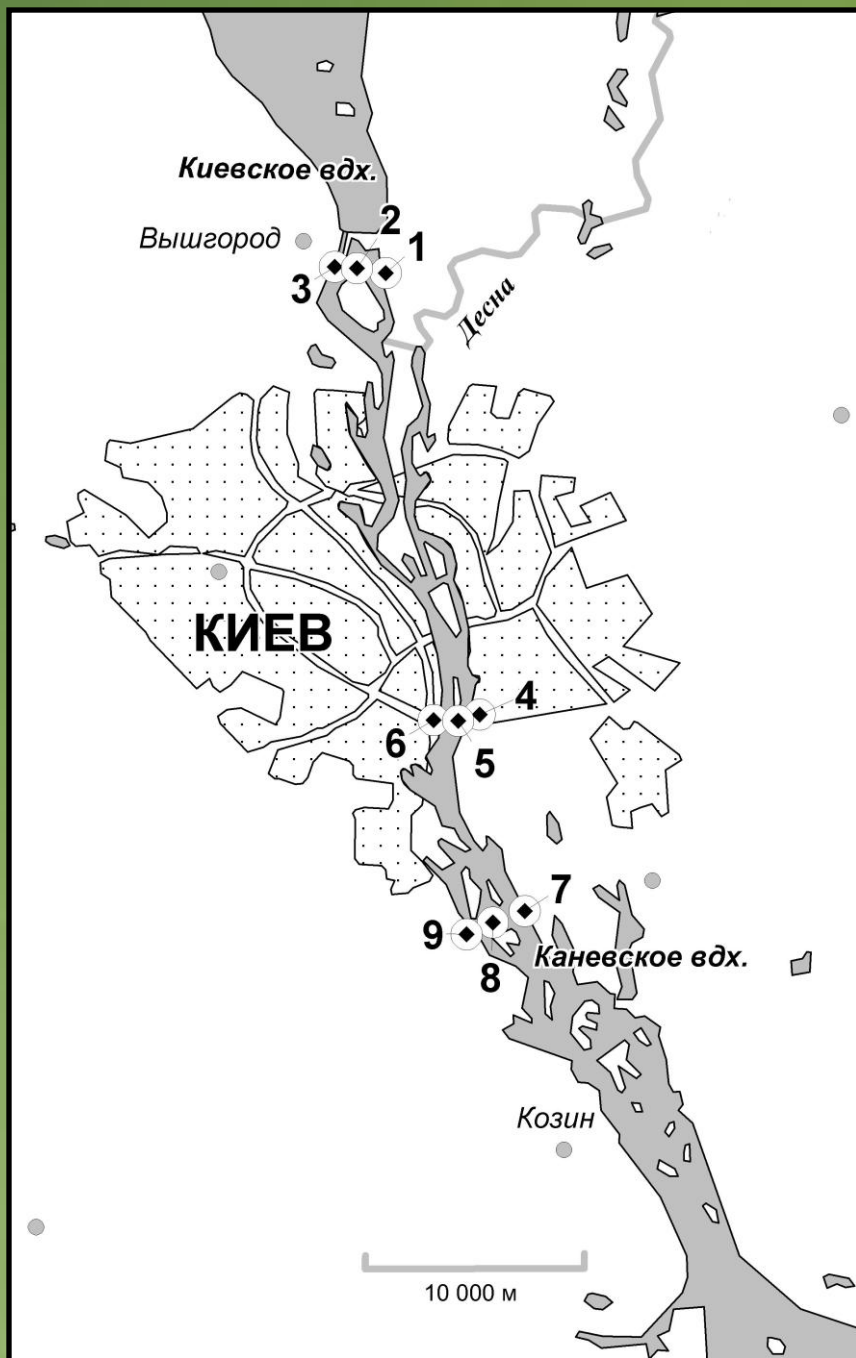 Киевское вдх.
Вышгород
2
1
3
Десна
КИЕВ
4
6
5
7
9
8
Каневское вдх.
Козин
10 000 м